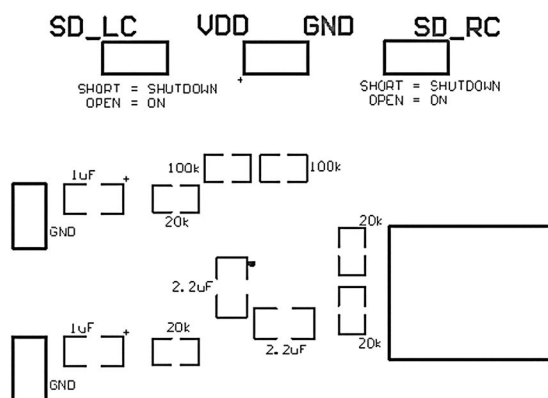 SD_LC VDD GND SD_RC
+
SHORT = SHUTDOWN
OPEN = ON
SHORT = SHUTDOWN
OPEN = ON
100k 100k
1uF +
20k
GND
20k
2.2uF
1uF + 20k
2.2uF 20k
GND